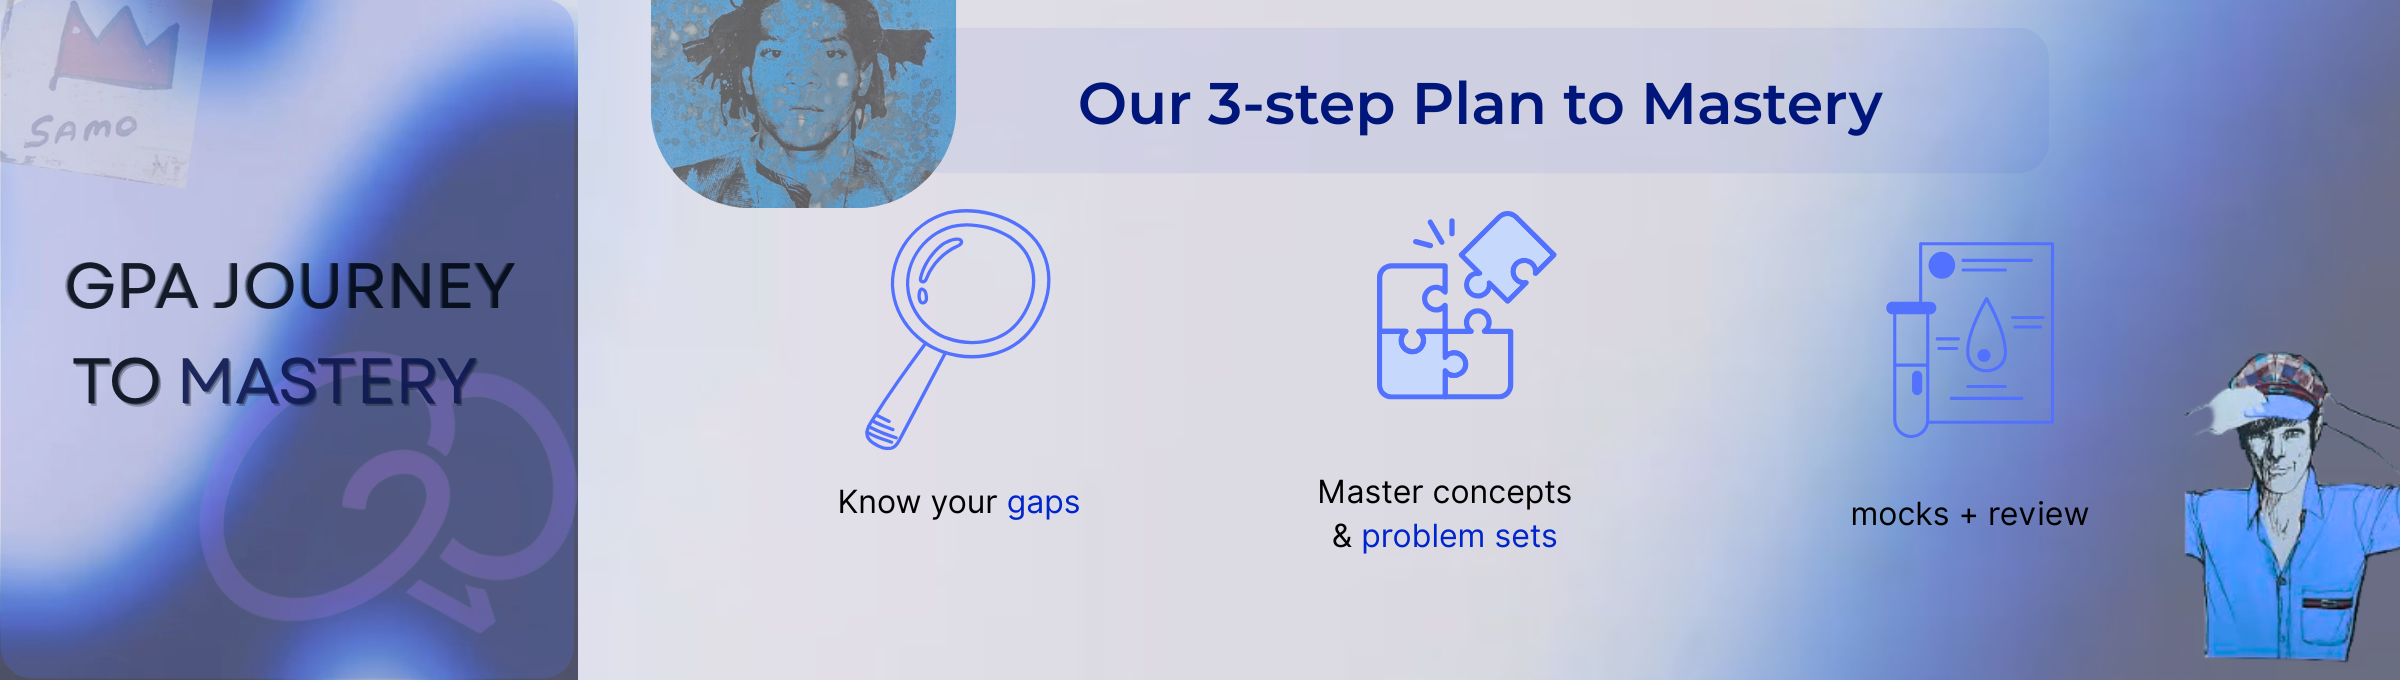 SAMO
NY
GPA JOURNEY
TO MASTERY
Our 3-step Plan to Mastery
Know your gaps
Master concepts
& problem sets
mocks + review